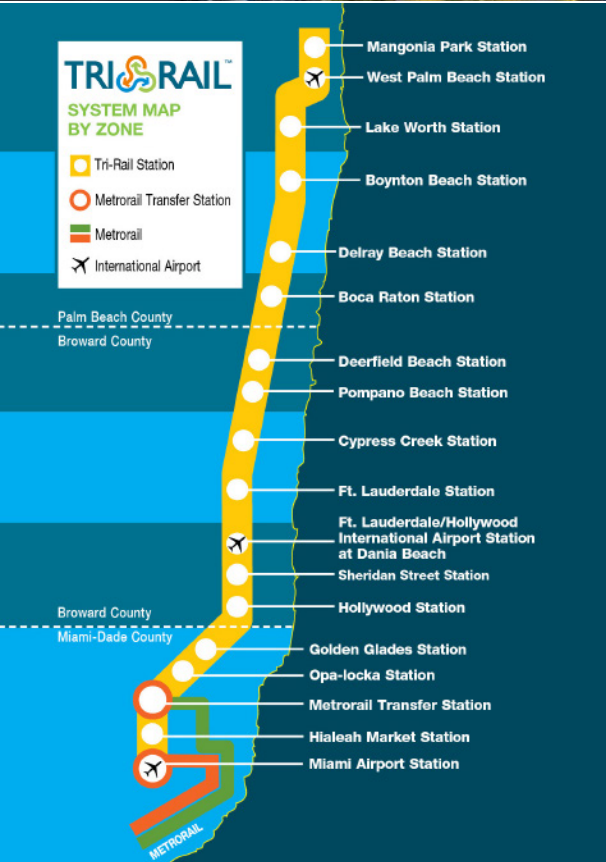 TRI RAIL™
SYSTEM MAP
BY ZONE
Tri-Rail Station
Metrorail Transfer Station
Metrorail
International Airport
Mangonia Park Station
West Palm Beach Station
Lake Worth Station
Boynton Beach Station
Delray Beach Station
Boca Raton Station
Palm Beach County
Broward County
Deerfield Beach Station
Pompano Beach Station
Cypress Creek Station
Ft. Lauderdale Station
Ft. Lauderdale/Hollywood
International Airport Station
at Dania Beach
Sheridan Street Station
Hollywood Station
Broward County
Miami-Dade County
Golden Glades Station
Opa-locka Station
Metrorail Transfer Station
Hialeah Market Station
Miami Airport Station
METRORAIL